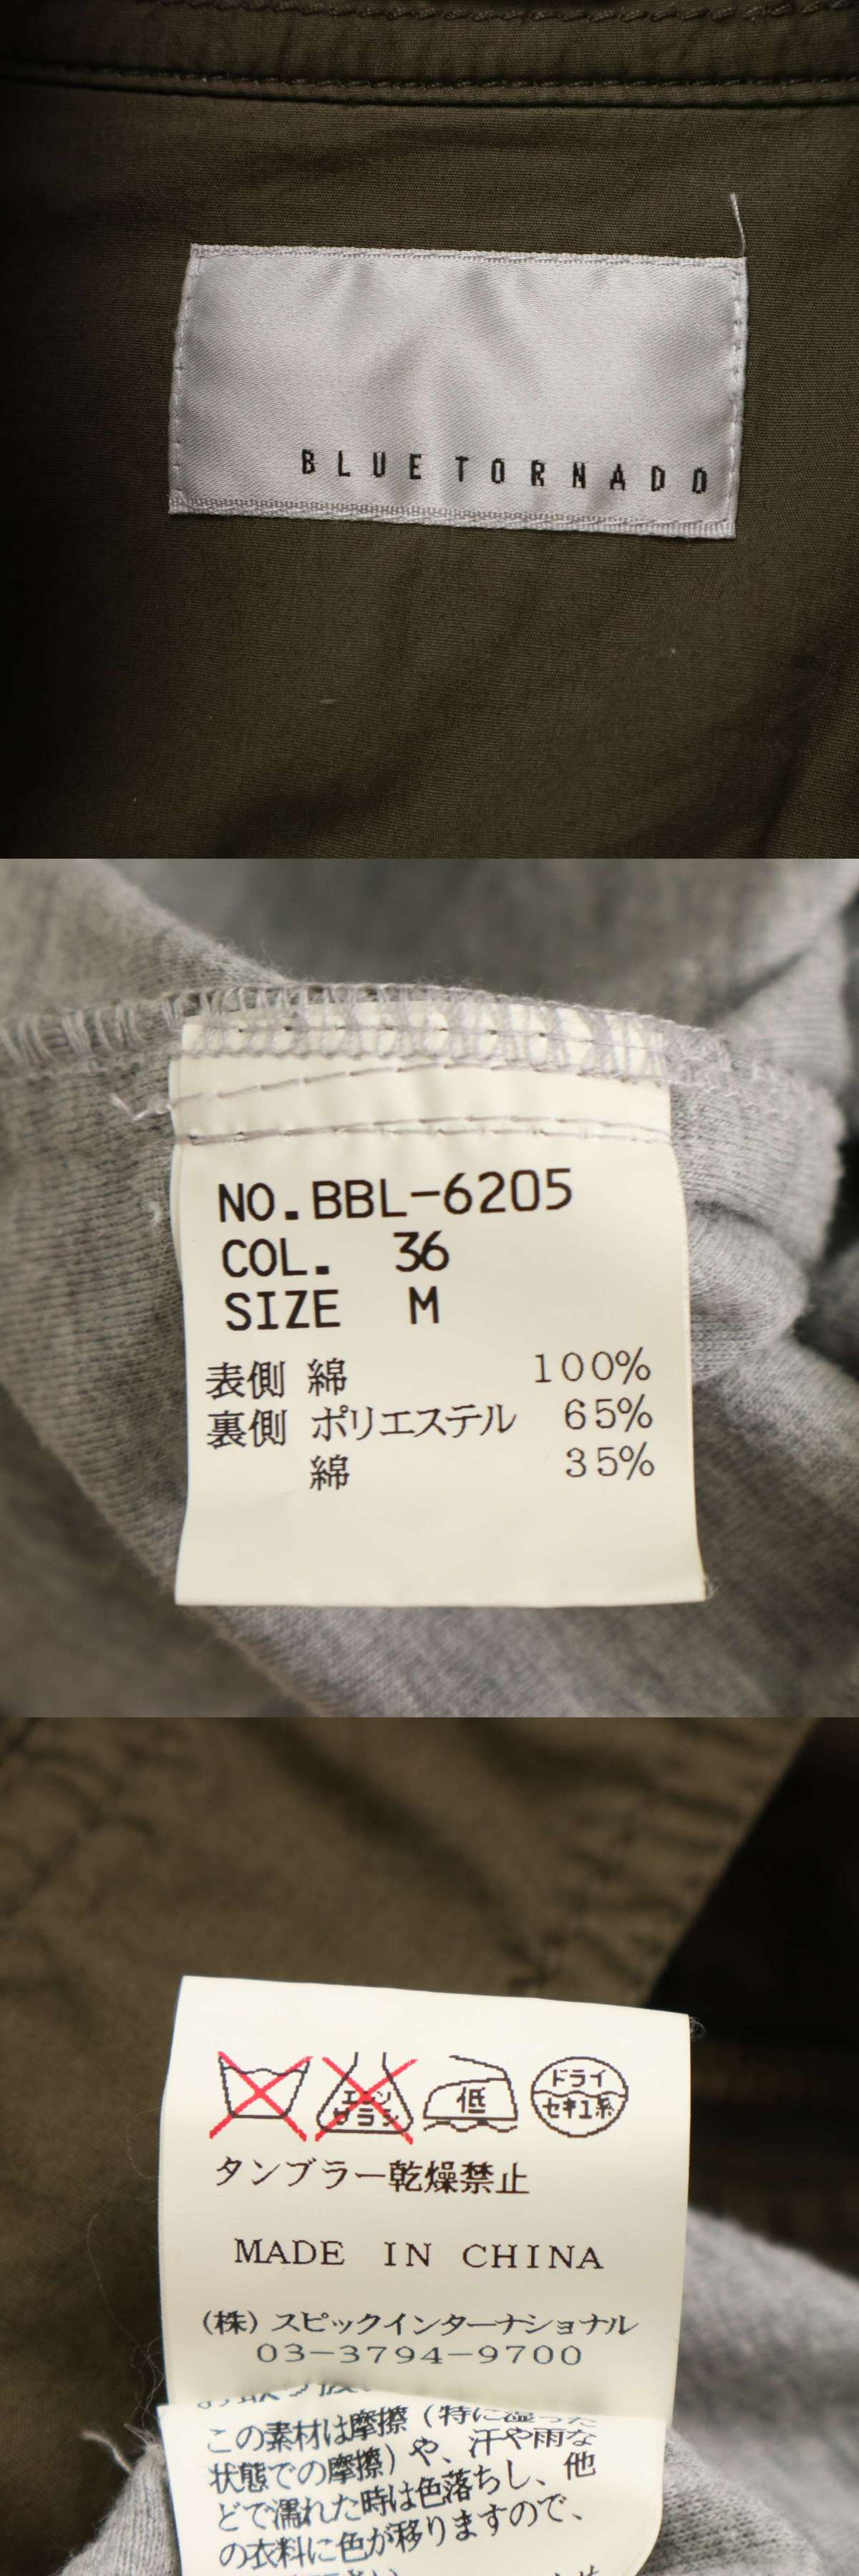 BLUE TORNADO
NO.BBL-6205
COL. 36
SIZE M
表側 綿 100%
裏側 ポリエステル 65%
綿 35%
エンソ
サラシ
低
ドライ
セキユ系
タンブラー乾燥禁止
MADE IN CHINA
(株) スピックインターナショナル
03-3794-9700
この素材は摩擦(特に湿った
状態での摩擦)や、汗や雨な
どで濡れた時は色落ちし、他
の衣料に色が移りますので、